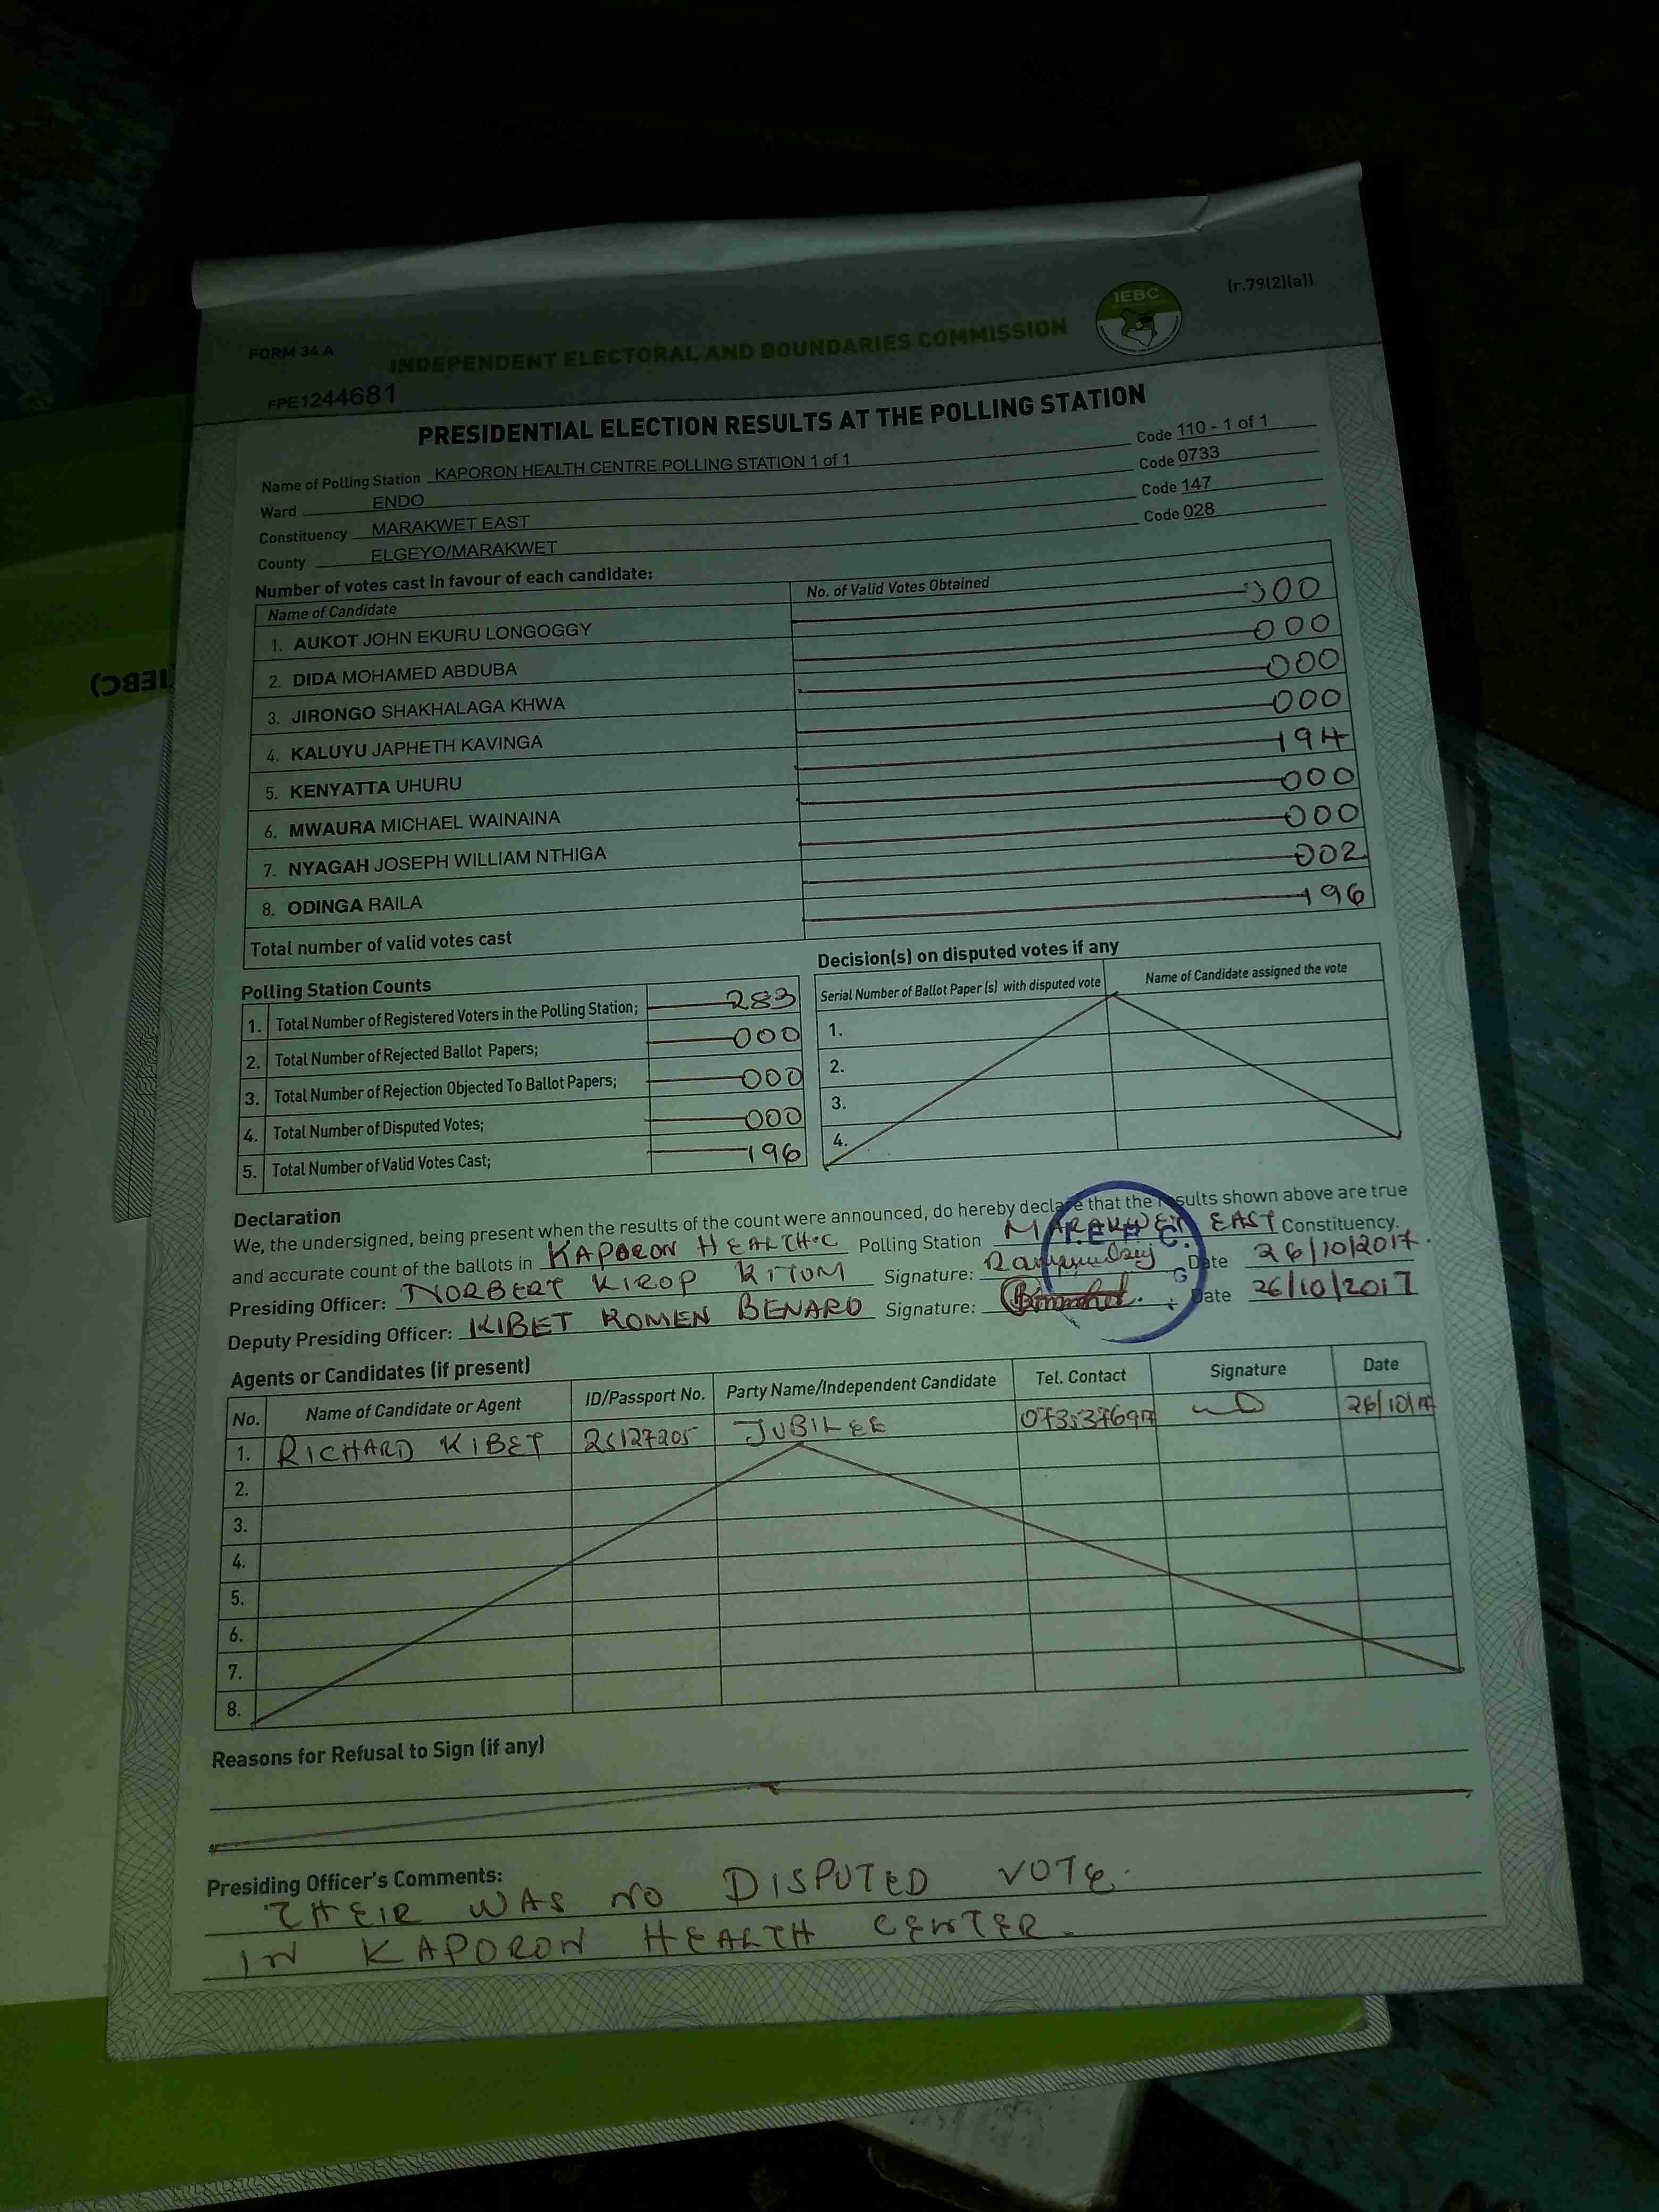 (IEBC)
[r.79(2)(a)]
IEBC
FORM 34 A
INDEPENDENT ELECTORAL AND BOUNDARIES COMMISSION
FPE1244681
PRESIDENTIAL ELECTION RESULTS AT THE POLLING STATION
Name of Polling Station KAPORON HEALTH CENTRE POLLING STATION 1 of 1 Code 110 - 1 of 1
Ward ENDO Code 0733
Constituency MARAKWET EAST Code 147
County ELGEYO/MARAKWET Code 028
Number of votes cast in favour of each candidate:
Name of Candidate No. of Valid Votes Obtained
1. AUKOT JOHN EKURU LONGOGGY 000
2. DIDA MOHAMED ABDUBA 000
3. JIRONGO SHAKHALAGA KHWA 000
4. KALUYU JAPHETH KAVINGA 000
5. KENYATTA UHURU 194
6. MWAURA MICHAEL WAINAINA 000
7. NYAGAH JOSEPH WILLIAM NTHIGA 000
8. ODINGA RAILA 002
Total number of valid votes cast 196
Polling Station Counts
1. Total Number of Registered Voters in the Polling Station; 283
2. Total Number of Rejected Ballot Papers; 000
3. Total Number of Rejection Objected To Ballot Papers; 000
4. Total Number of Disputed Votes; 000
5. Total Number of Valid Votes Cast; 196
Decision(s) on disputed votes if any
Serial Number of Ballot Paper (s) with disputed vote Name of Candidate assigned the vote
1.
2.
3.
4.
Declaration
We, the undersigned, being present when the results of the count were announced, do hereby declare that the results shown above are true
and accurate count of the ballots in KAPORON HEALTH C Polling Station MARAKWET EAST Constituency.
Presiding Officer: NORBERT KIROP KITUM Signature: Date 26/10/2017.
Deputy Presiding Officer: KIBET ROMEN BENARD Signature: Date 26/10/2017
Agents or Candidates (if present)
No. Name of Candidate or Agent ID/Passport No. Party Name/Independent Candidate Tel. Contact Signature Date
1. RICHARD KIBET JUBILEE 26/10/17
2.
3.
4.
5.
6.
7.
8.
Reasons for Refusal to Sign (if any)
Presiding Officer's Comments:
THEIR WAS NO DISPUTED VOTE.
IN KAPORON HEALTH CENTER.